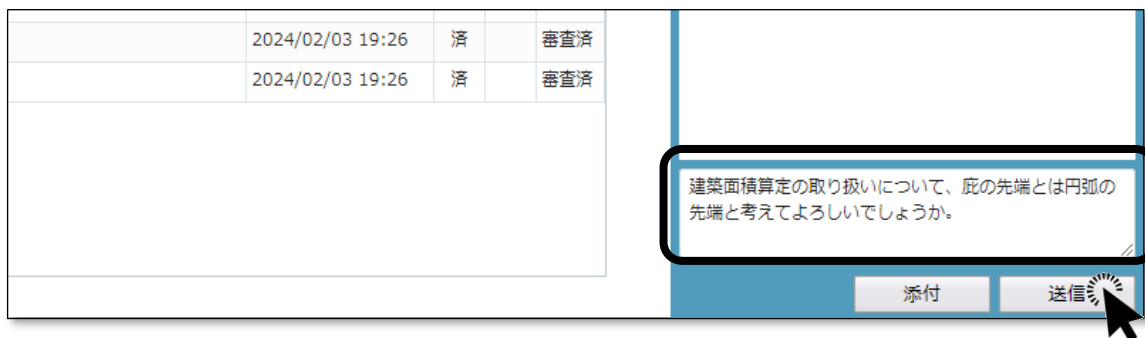 2024/02/03 19:26 済 審査済
2024/02/03 19:26 済 審査済
建築面積算定の取り扱いについて、庇の先端とは円弧の
先端と考えてよろしいでしょうか。
添付 送信